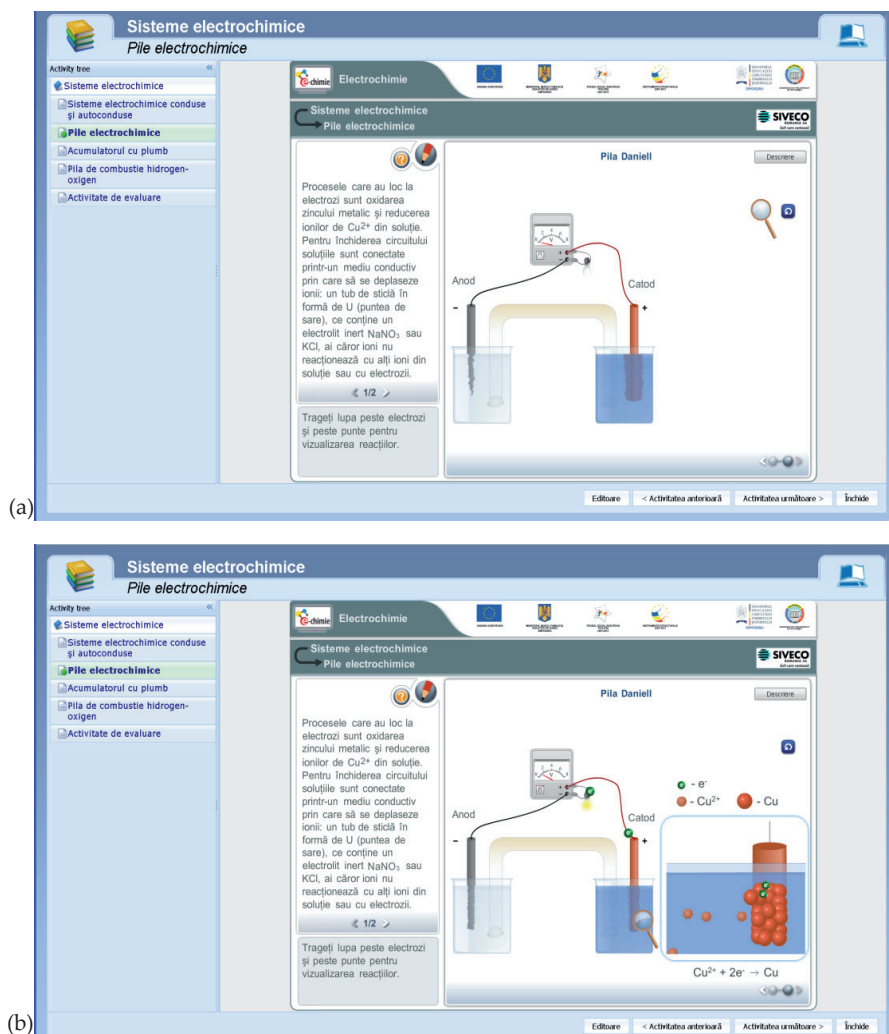 Sisteme electrochimice
Pile electrochimice
Activity tree «
Sisteme electrochimice
Sisteme electrochimice conduse
și autoconduse
Pile electrochimice
Acumulatorul cu plumb
Pila de combustie hidrogen-
oxigen
Activitate de evaluare
e-chimie
Electrochimie
Sisteme electrochimice
Pile electrochimice
SIVECO
Procesele care au loc la
electrozi sunt oxidarea
zincului metalic și reducerea
ionilor de Cu²⁺ din soluție.
Pentru închiderea circuitului
soluțiile sunt conectate
printr-un mediu conductiv
prin care să se deplaseze
ionii: un tub de sticlă în
formă de U (puntea de
sare), ce conține un
electrolit inert NaNO₃ sau
KCl, ai căror ioni nu
reacționează cu alți ioni din
soluție sau cu electrozii.
1/2
Trageți lupa peste electrozi
și peste punte pentru
vizualizarea reacțiilor.
Pila Daniell
Descriere
V
+
-
Anod
-
Catod
+
Editoare
< Activitatea anterioară
Activitatea următoare >
Închide
(a)
Sisteme electrochimice
Pile electrochimice
Activity tree «
Sisteme electrochimice
Sisteme electrochimice conduse
și autoconduse
Pile electrochimice
Acumulatorul cu plumb
Pila de combustie hidrogen-
oxigen
Activitate de evaluare
e-chimie
Electrochimie
Sisteme electrochimice
Pile electrochimice
SIVECO
Procesele care au loc la
electrozi sunt oxidarea
zincului metalic și reducerea
ionilor de Cu²⁺ din soluție.
Pentru închiderea circuitului
soluțiile sunt conectate
printr-un mediu conductiv
prin care să se deplaseze
ionii: un tub de sticlă în
formă de U (puntea de
sare), ce conține un
electrolit inert NaNO₃ sau
KCl, ai căror ioni nu
reacționează cu alți ioni din
soluție sau cu electrozii.
1/2
Trageți lupa peste electrozi
și peste punte pentru
vizualizarea reacțiilor.
Pila Daniell
Descriere
V
+
-
Anod
-
Catod
+
- e⁻
- Cu²⁺ - Cu
Cu²⁺ + 2e⁻ → Cu
Editoare
< Activitatea anterioară
Activitatea următoare >
Închide
(b)